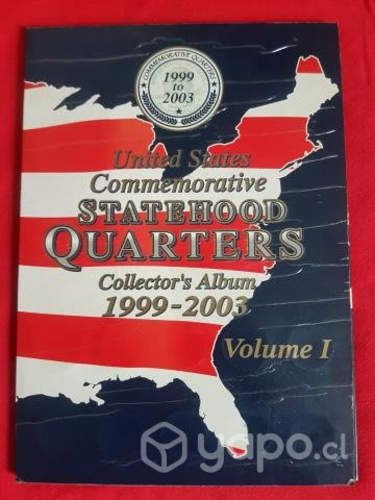 COMMEMORATIVE QUARTERS
1999
to
2003
United States
Commemorative
STATEHOOD
QUARTERS
Collector's Album
1999-2003
Volume I
yapo.cl